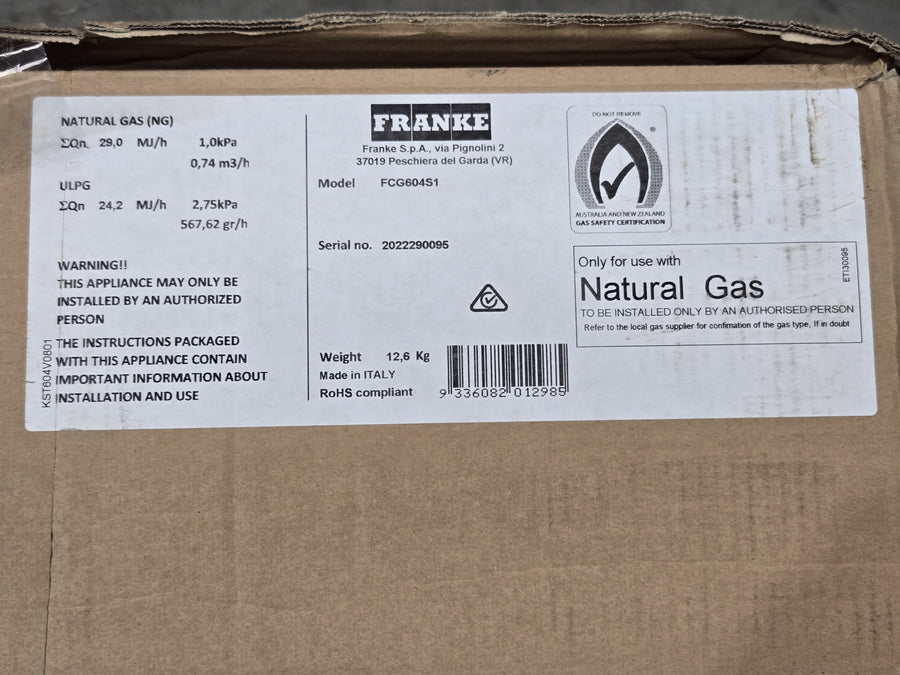 NATURAL GAS (NG)
ΣQn 29,0 MJ/h 1,0kPa
0,74 m3/h
ULPG
ΣQn 24,2 MJ/h 2,75kPa
567,62 gr/h
WARNING!!
THIS APPLIANCE MAY ONLY BE
INSTALLED BY AN AUTHORIZED
PERSON
THE INSTRUCTIONS PACKAGED
WITH THIS APPLIANCE CONTAIN
IMPORTANT INFORMATION ABOUT
INSTALLATION AND USE
KST604V0801
FRANKE
Franke S.p.A., via Pignolini 2
37019 Peschiera del Garda (VR)
Model FCG604S1
Serial no. 2022290095
Weight 12,6 Kg
Made in ITALY
RoHS compliant
9 336082 012985
DO NOT REMOVE
®
AUSTRALIA AND NEW ZEALAND
GAS SAFETY CERTIFICATION
Only for use with
Natural Gas
TO BE INSTALLED ONLY BY AN AUTHORISED PERSON
Refer to the local gas supplier for confimation of the gas type, If in doubt
ETI30095